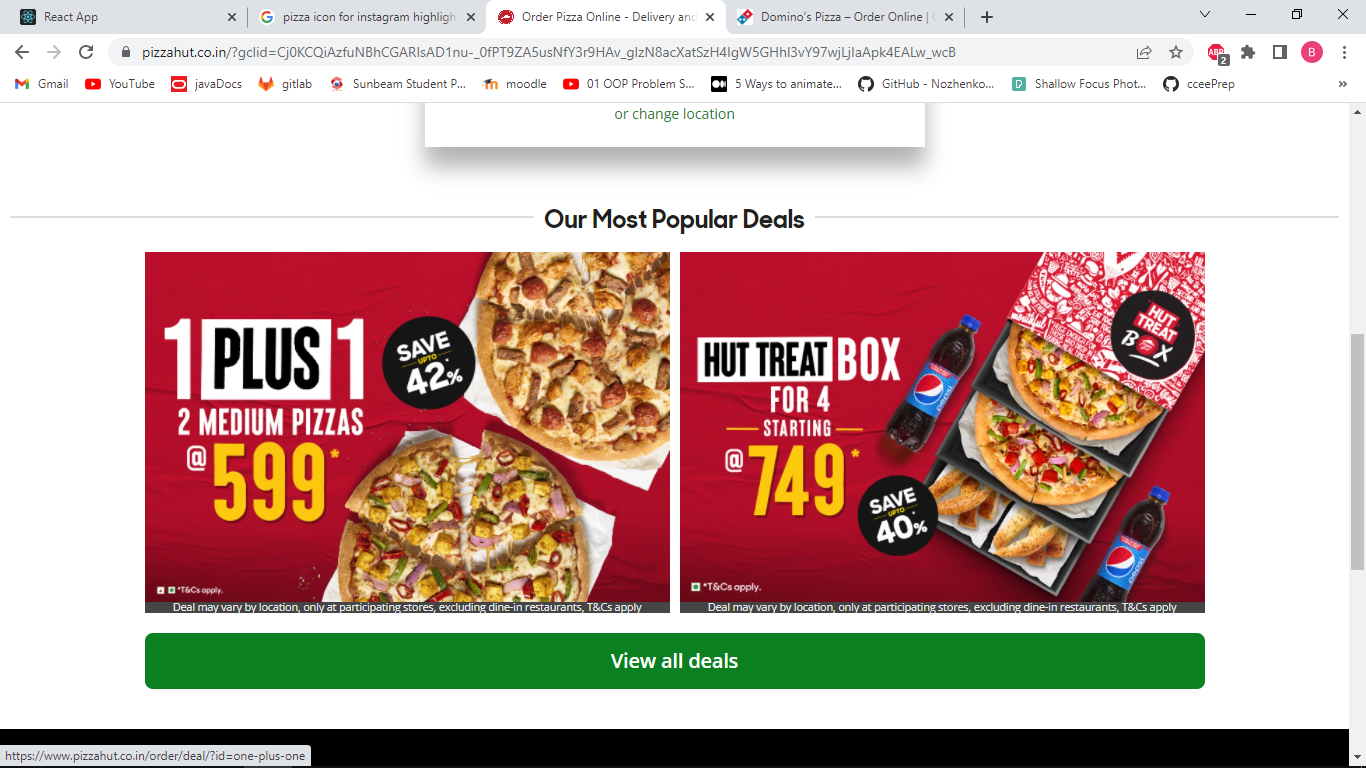 React App
pizza icon for instagram highligh
Order Pizza Online - Delivery and
Domino's Pizza – Order Online |
pizzahut.co.in/?gclid=Cj0KCQiAzfuNBhCGARIsAD1nu-_0fPT9ZA5usNfY3r9HAv_gIzN8acXatSzH4IgW5GHhI3vY97wjLjIaApk4EALw_wcB
ABP
2
B
Gmail
YouTube
javaDocs
gitlab
Sunbeam Student P...
moodle
01 OOP Problem S...
5 Ways to animate...
GitHub - Nozhenko...
Shallow Focus Phot...
cceePrep
»
or change location
Our Most Popular Deals
1 PLUS 1
2 MEDIUM PIZZAS
@599*
SAVE
UPTO
42%*
*T&Cs apply.
Deal may vary by location, only at participating stores, excluding dine-in restaurants, T&Cs apply
HUT TREAT BOX
FOR 4
STARTING
@749*
SAVE
UPTO
40%*
HUT
TREAT
BOX
pepsi
pepsi
*T&Cs apply.
Deal may vary by location, only at participating stores, excluding dine-in restaurants, T&Cs apply
View all deals
https://www.pizzahut.co.in/order/deal/?id=one-plus-one